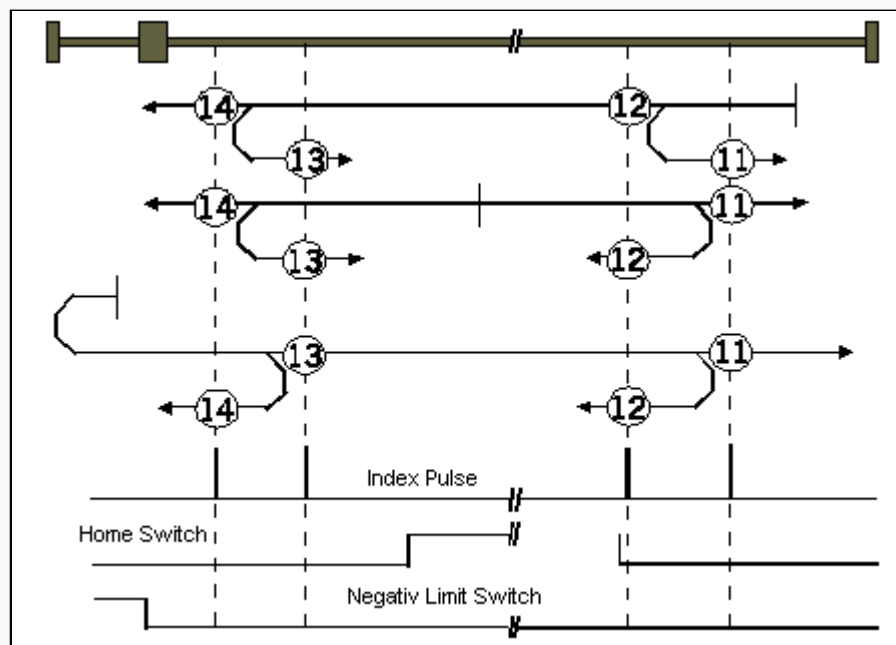 14 12
13 11
14 11
13 12
13 11
14 12
Index Pulse
Home Switch
Negativ Limit Switch